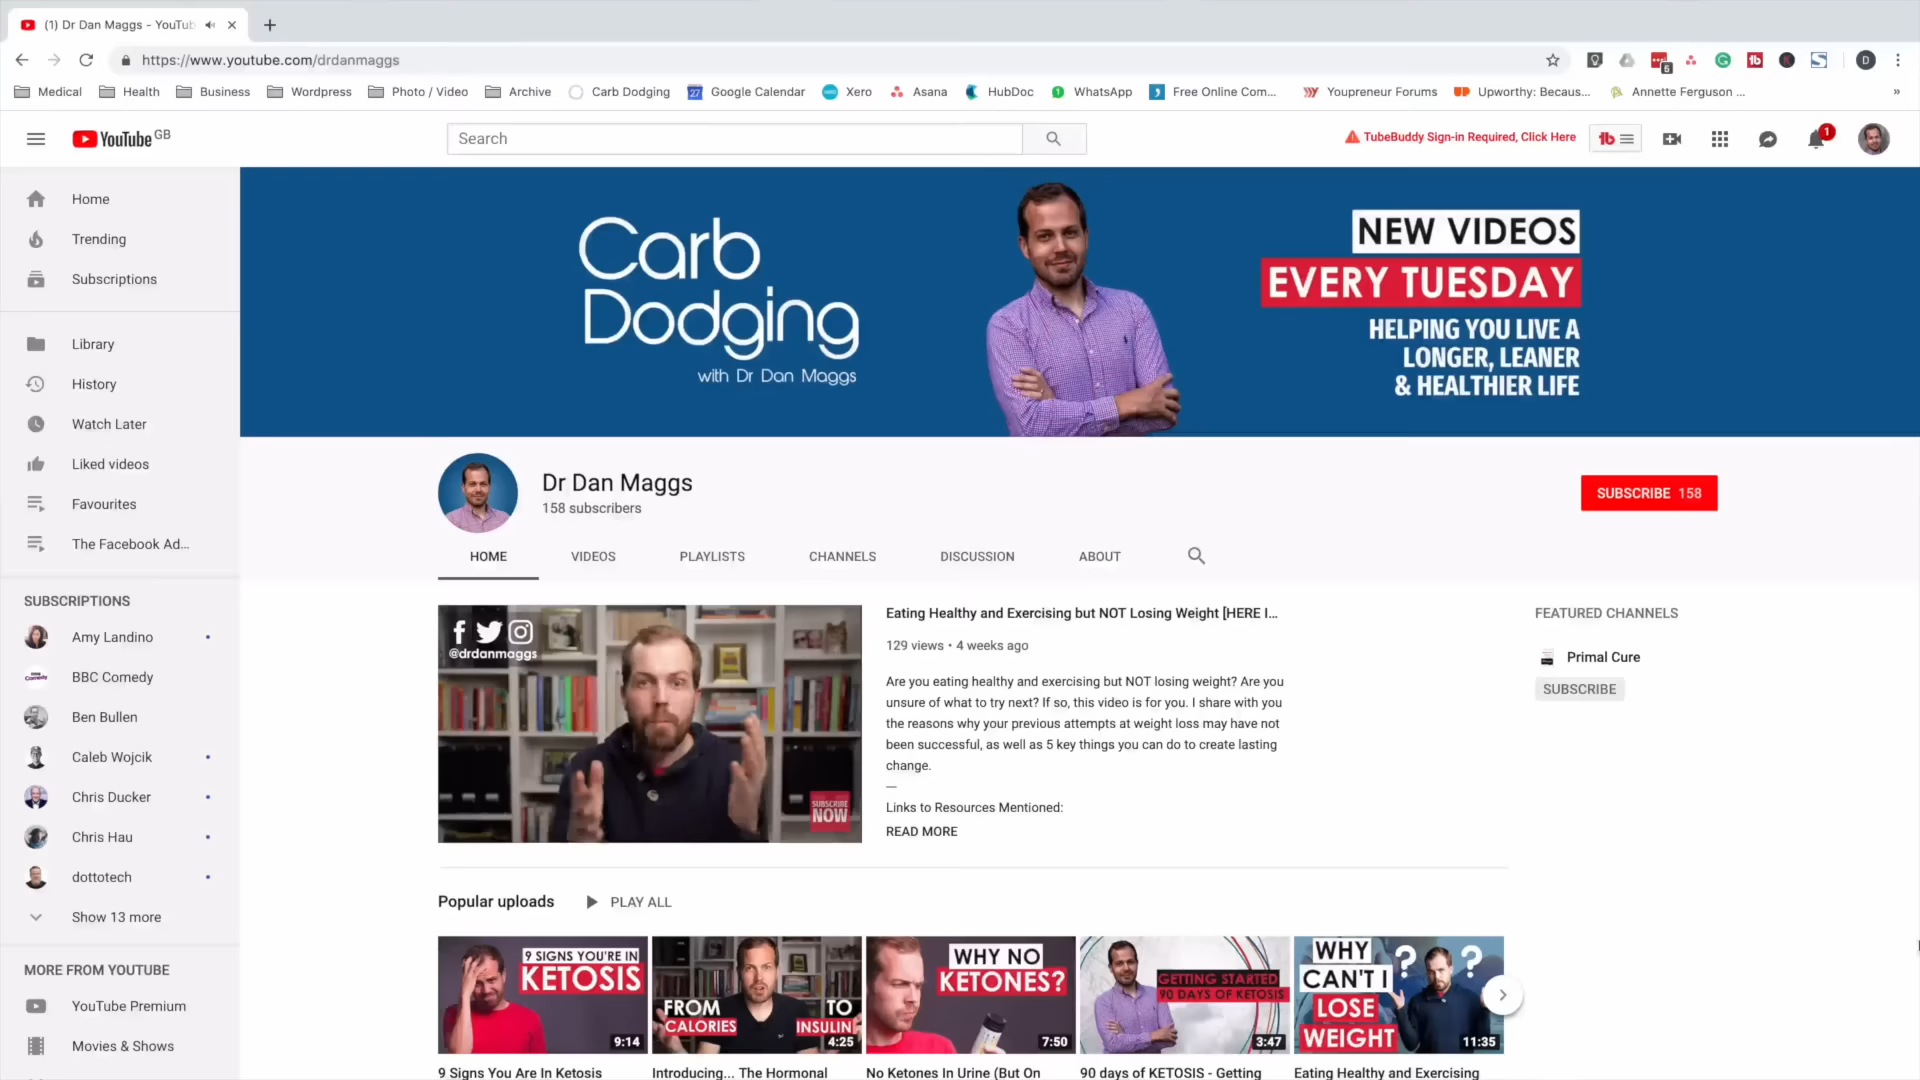 (1) Dr Dan Maggs - YouTub
https://www.youtube.com/drdanmaggs
5
D
Medical
Health
Business
Wordpress
Photo / Video
Archive
Carb Dodging
27 Google Calendar
Xero
Asana
HubDoc
WhatsApp
Free Online Com...
Youpreneur Forums
Upworthy: Becaus...
Annette Ferguson ...
»
YouTube GB
Search
TubeBuddy Sign-in Required, Click Here
1
Home
Trending
Subscriptions
Library
History
Watch Later
Liked videos
Favourites
The Facebook Ad...
SUBSCRIPTIONS
Amy Landino
BBC Comedy
Ben Bullen
Caleb Wojcik
Chris Ducker
Chris Hau
dottotech
Show 13 more
MORE FROM YOUTUBE
YouTube Premium
Movies & Shows
Carb
Dodging
with Dr Dan Maggs
NEW VIDEOS
EVERY TUESDAY
HELPING YOU LIVE A
LONGER, LEANER
& HEALTHIER LIFE
Dr Dan Maggs
158 subscribers
SUBSCRIBE 158
HOME
VIDEOS
PLAYLISTS
CHANNELS
DISCUSSION
ABOUT
@drdanmaggs
SUBSCRIBE
NOW
Eating Healthy and Exercising but NOT Losing Weight [HERE I...
129 views • 4 weeks ago
Are you eating healthy and exercising but NOT losing weight? Are you
unsure of what to try next? If so, this video is for you. I share with you
the reasons why your previous attempts at weight loss may have not
been successful, as well as 5 key things you can do to create lasting
change.
—
Links to Resources Mentioned:
READ MORE
FEATURED CHANNELS
Primal Cure
SUBSCRIBE
Popular uploads
PLAY ALL
9 SIGNS YOU'RE IN
KETOSIS
9:14
9 Signs You Are In Ketosis
FROM
CALORIES
TO
INSULIN
4:25
Introducing... The Hormonal
WHY NO
KETONES?
7:50
No Ketones In Urine (But On
GETTING STARTED
90 DAYS OF KETOSIS
3:47
90 days of KETOSIS - Getting
WHY
CAN'T I
LOSE
WEIGHT
? ?
11:35
Eating Healthy and Exercising